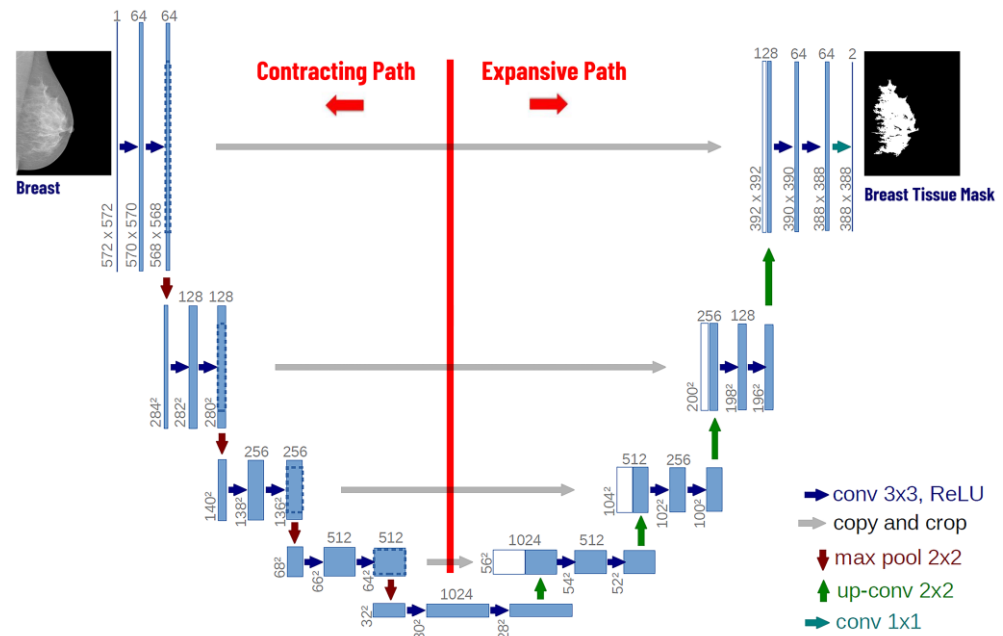 1 64 64
Contracting Path
Expansive Path
128 64 64 2
Breast
572 x 572
570 x 570
568 x 568
392 x 392
390 x 390
388 x 388
388 x 388
Breast Tissue Mask
128 128
284²
282²
280²
256 128
200²
198²
196²
256 256
140²
138²
136²
512 256
104²
102²
100²
512 512
68²
66²
64²
1024 512
56²
54²
52²
1024
32²
30²
28²
conv 3x3, ReLU
copy and crop
max pool 2x2
up-conv 2x2
conv 1x1